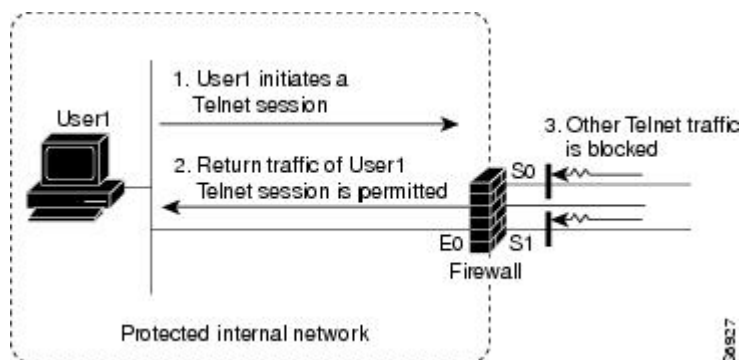 1. User1 initiates a
Telnet session
User1
3. Other Telnet traffic
is blocked
2. Return traffic of User1
Telnet session is permitted
S0
E0
S1
Firewall
Protected internal network